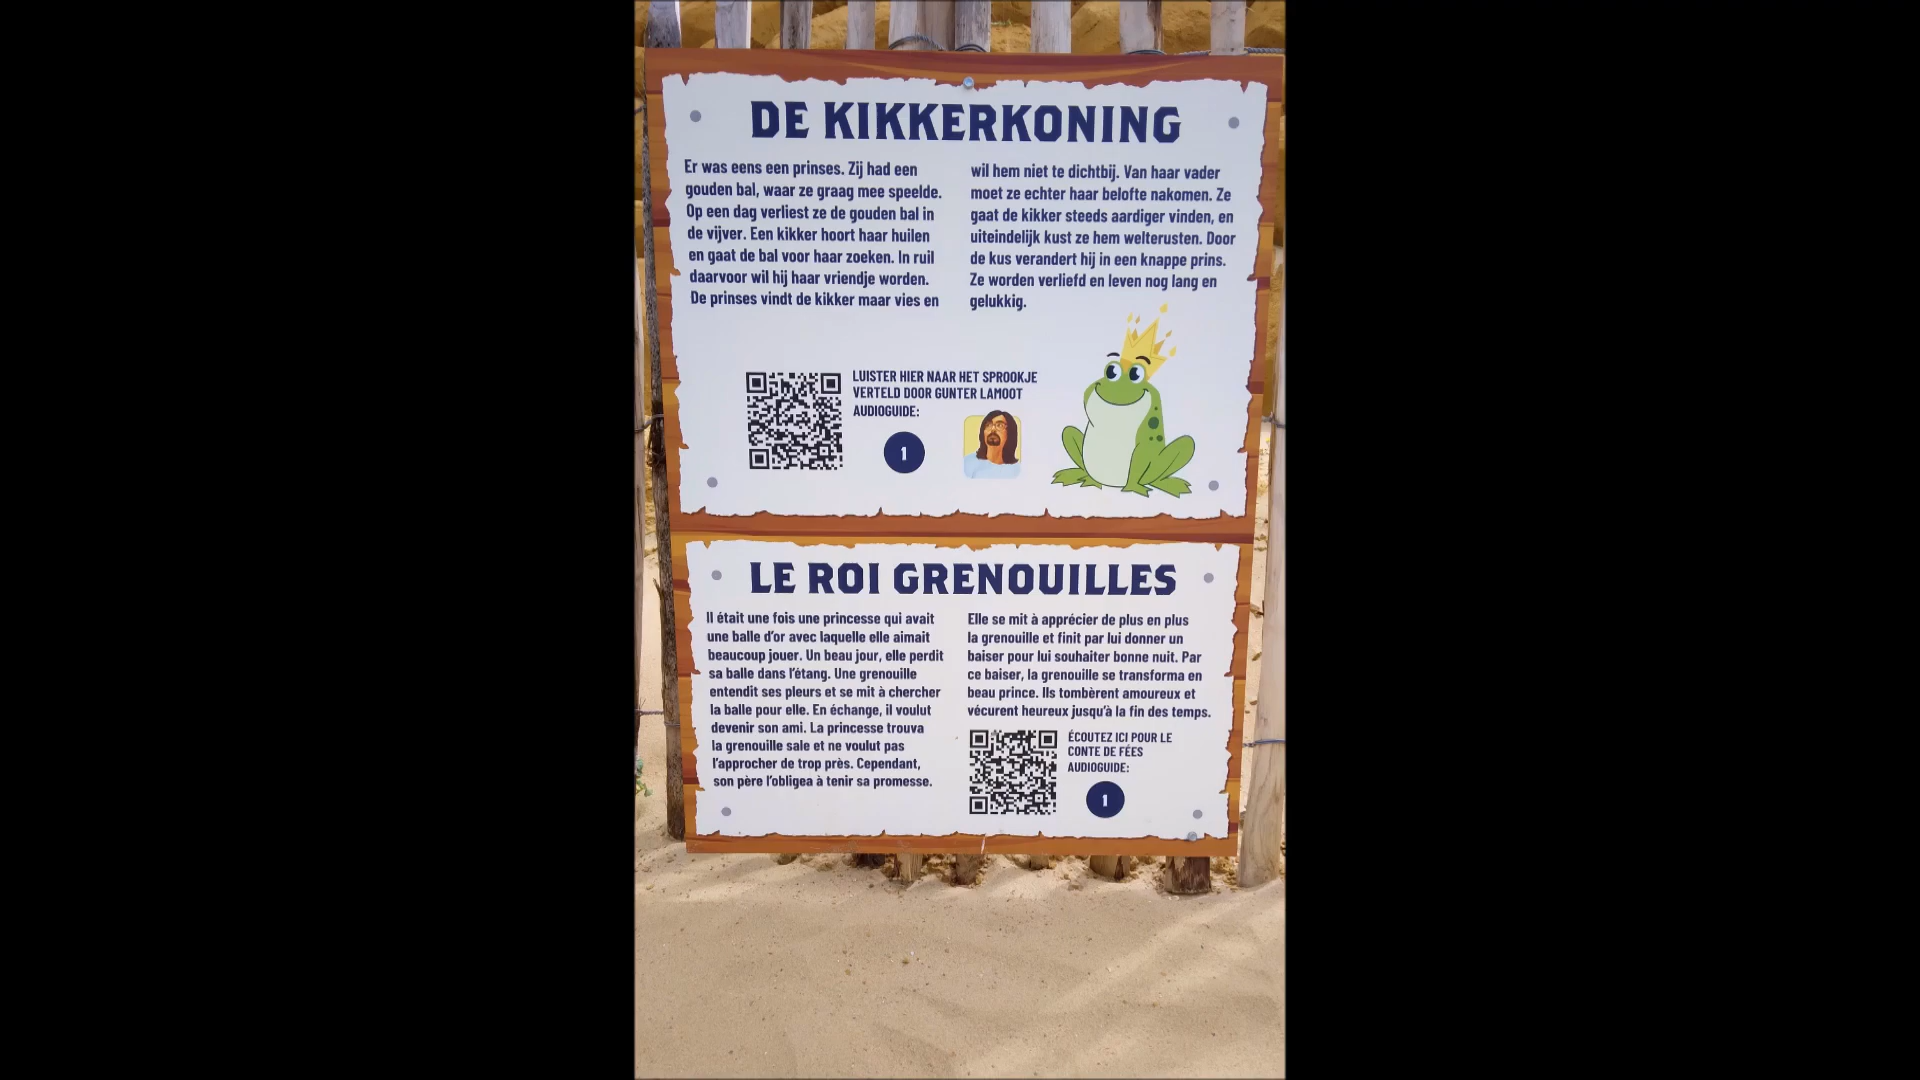 DE KIKKERKONING
Er was eens een prinses. Zij had een
gouden bal, waar ze graag mee speelde.
Op een dag verliest ze de gouden bal in
de vijver. Een kikker hoort haar huilen
en gaat de bal voor haar zoeken. In ruil
daarvoor wil hij haar vriendje worden.
De prinses vindt de kikker maar vies en
wil hem niet te dichtbij. Van haar vader
moet ze echter haar belofte nakomen. Ze
gaat de kikker steeds aardiger vinden, en
uiteindelijk kust ze hem welterusten. Door
de kus verandert hij in een knappe prins.
Ze worden verliefd en leven nog lang en
gelukkig.
LUISTER HIER NAAR HET SPROOKJE
VERTELD DOOR GUNTER LAMOOT
AUDIOGUIDE:
1
LE ROI GRENOUILLES
Il était une fois une princesse qui avait
une balle d'or avec laquelle elle aimait
beaucoup jouer. Un beau jour, elle perdit
sa balle dans l'étang. Une grenouille
entendit ses pleurs et se mit à chercher
la balle pour elle. En échange, il voulut
devenir son ami. La princesse trouva
la grenouille sale et ne voulut pas
l'approcher de trop près. Cependant,
son père l'obligea à tenir sa promesse.
Elle se mit à apprécier de plus en plus
la grenouille et finit par lui donner un
baiser pour lui souhaiter bonne nuit. Par
ce baiser, la grenouille se transforma en
beau prince. Ils tombèrent amoureux et
vécurent heureux jusqu'à la fin des temps.
ÉCOUTEZ ICI POUR LE
CONTE DE FÉES
AUDIOGUIDE:
1